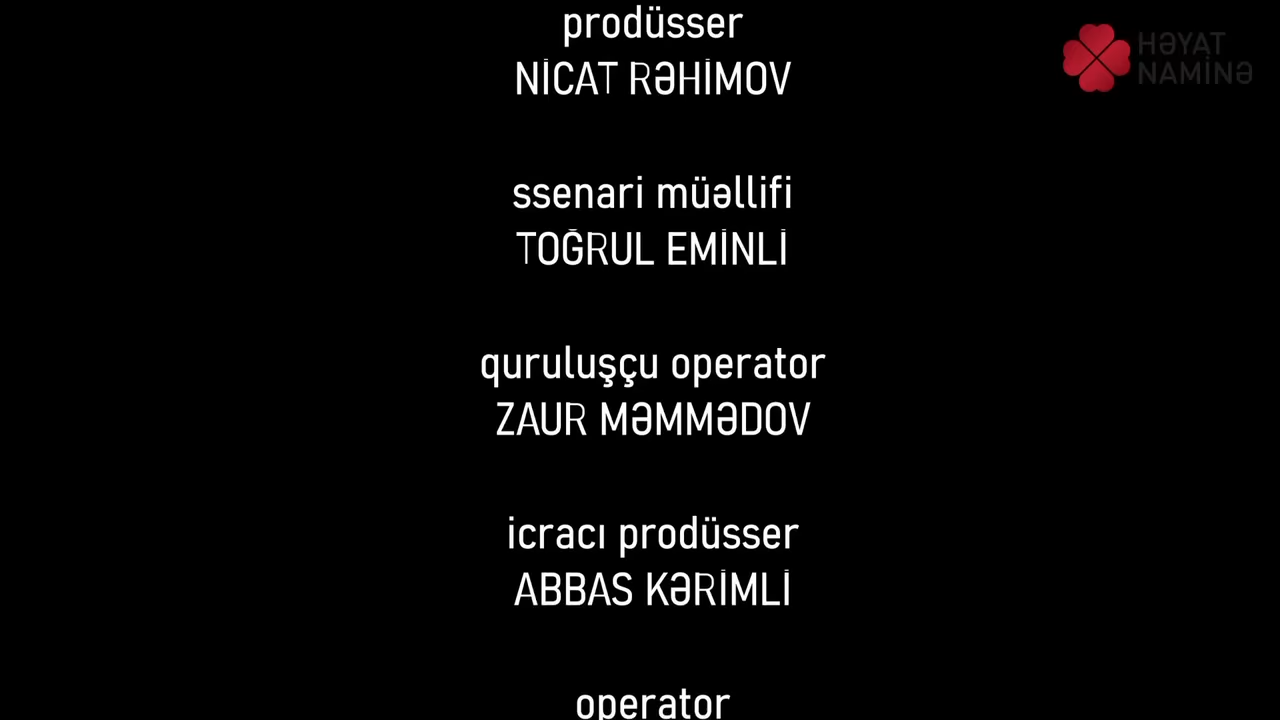 prodüsser
NİCAT RƏHİMOV
HƏYAT
NAMİNƏ
ssenari müəllifi
TOĞRUL EMİNLİ
quruluşçu operator
ZAUR MƏMMƏDOV
icracı prodüsser
ABBAS KƏRİMLİ
operator